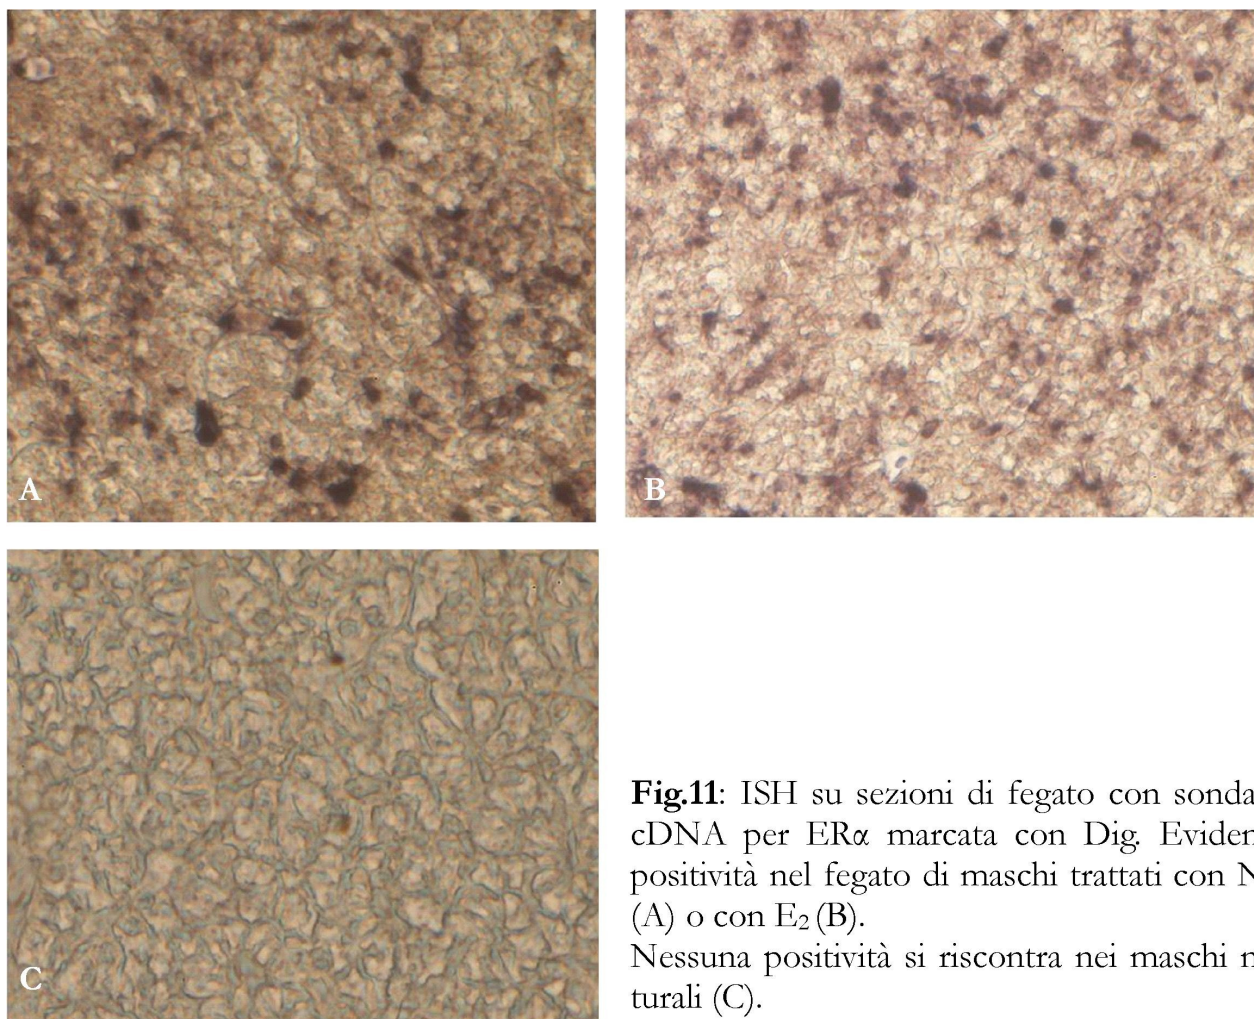 A
B
C
Fig.11: ISH su sezioni di fegato con sonda
cDNA per ERα marcata con Dig. Eviden
positività nel fegato di maschi trattati con N
(A) o con E₂ (B).
Nessuna positività si riscontra nei maschi n
turali (C).